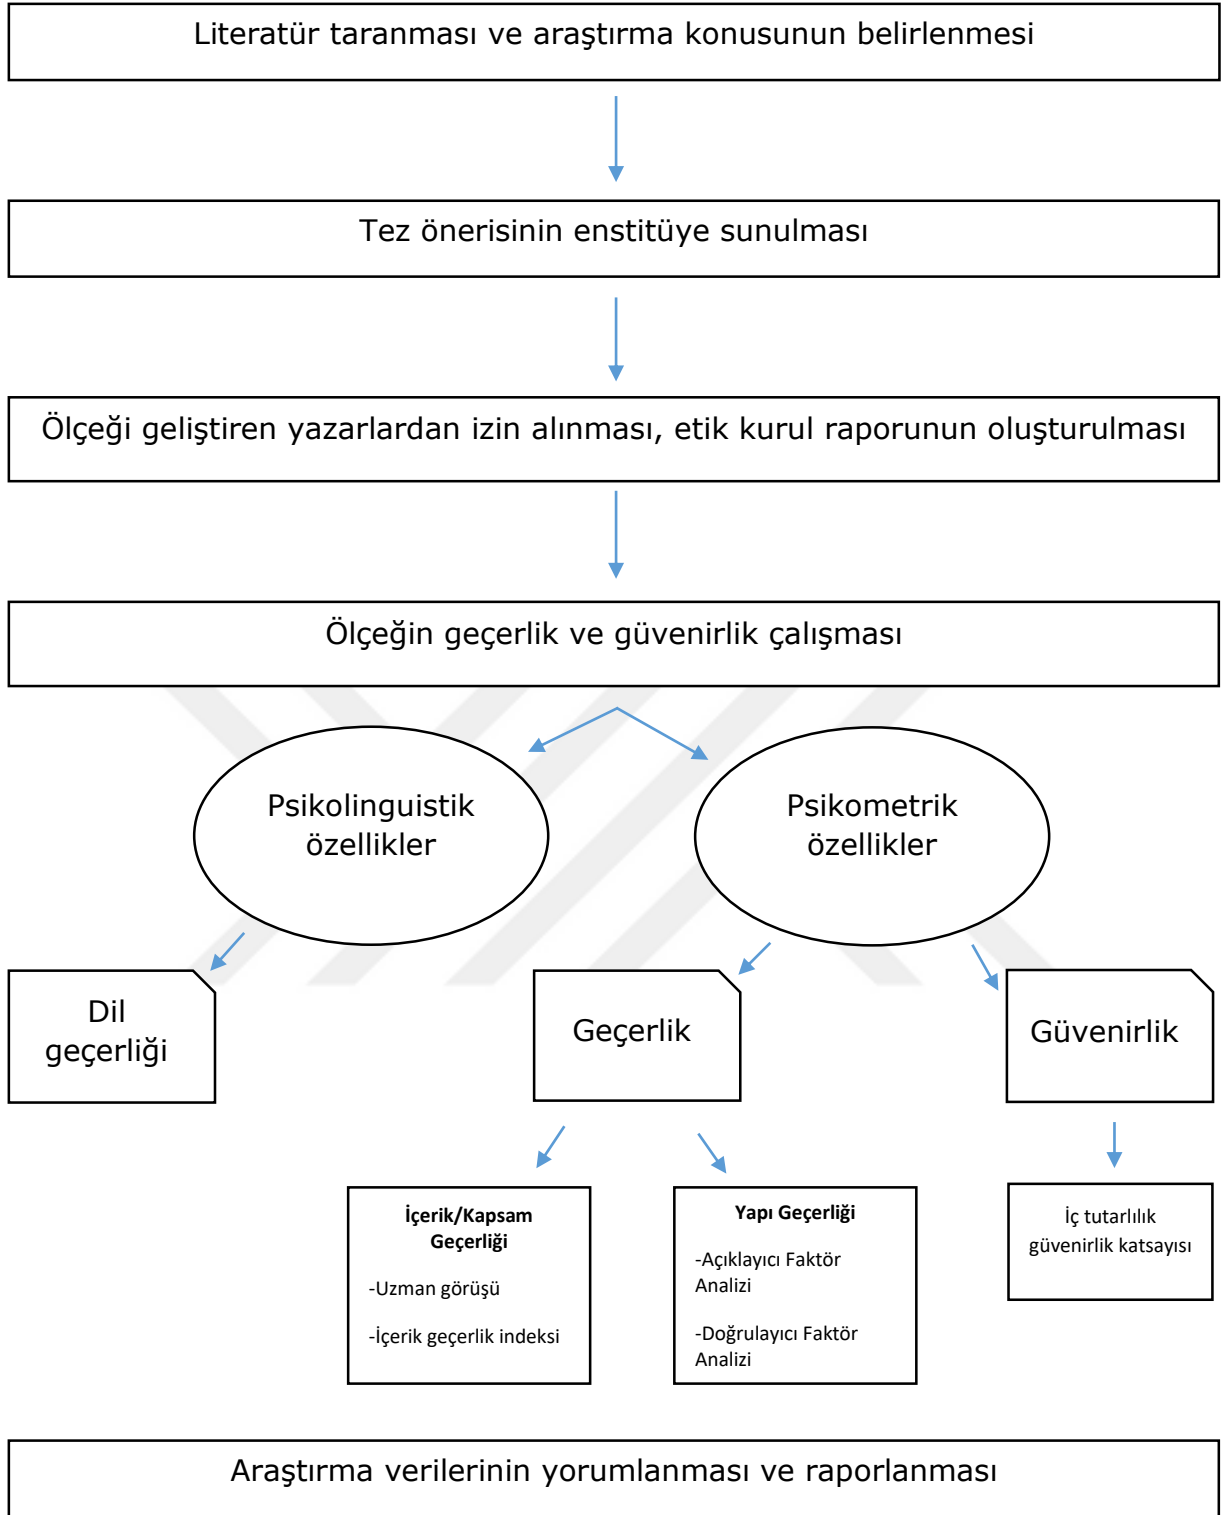 Literatür taranması ve araştırma konusunun belirlenmesi
Tez önerisinin enstitüye sunulması
Ölçeği geliştiren yazarlardan izin alınması, etik kurul raporunun oluşturulması
Ölçeğin geçerlik ve güvenirlik çalışması
Psikolinguistik
özellikler
Psikometrik
özellikler
Dil
geçerliği
Geçerlik
Güvenirlik
İçerik/Kapsam
Geçerliği
-Uzman görüşü
-İçerik geçerlik indeksi
Yapı Geçerliği
-Açıklayıcı Faktör
Analizi
-Doğrulayıcı Faktör
Analizi
İç tutarlılık
güvenirlik katsayısı
Araştırma verilerinin yorumlanması ve raporlanması